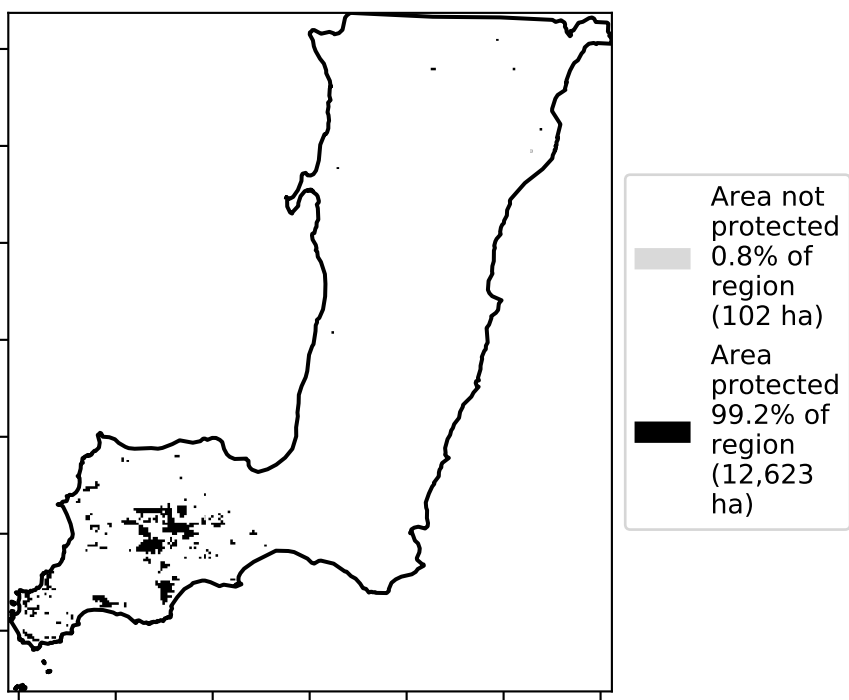 Area not
protected
0.8% of
region
(102 ha)
Area
protected
99.2% of
region
(12,623
ha)